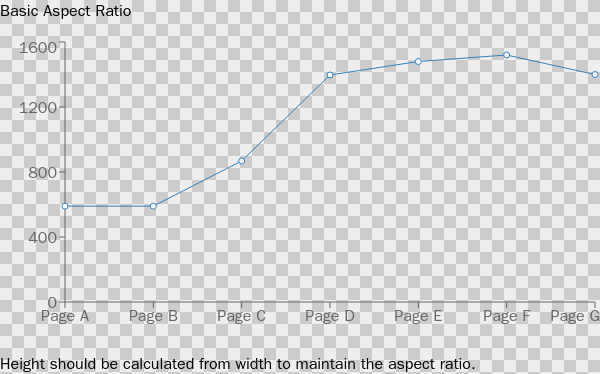 Basic Aspect Ratio
1600
1200
800
400
0
Page A Page B Page C Page D Page E Page F Page G
Height should be calculated from width to maintain the aspect ratio.